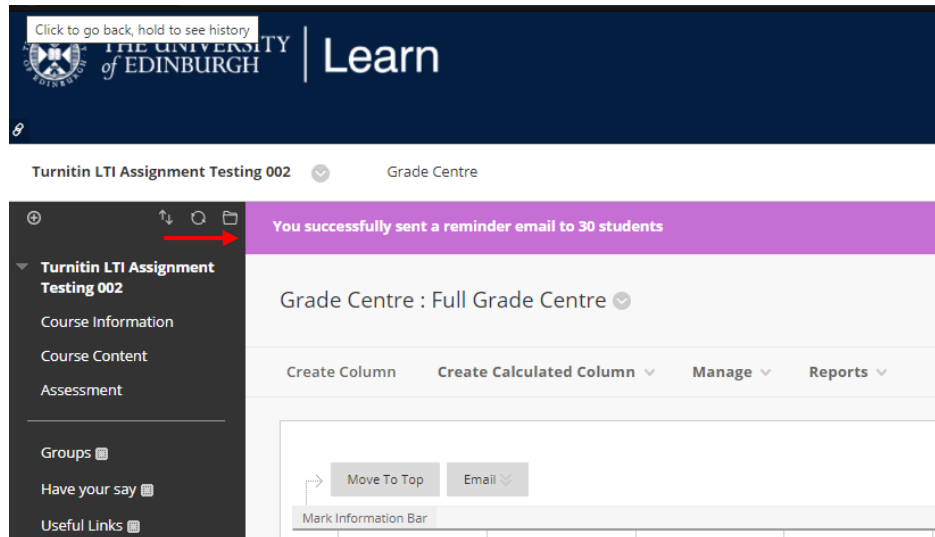 Click to go back, hold to see history
THE UNIVERSITY
of EDINBURGH
Learn
Turnitin LTI Assignment Testing 002
Grade Centre
You successfully sent a reminder email to 30 students
Turnitin LTI Assignment
Testing 002
Course Information
Course Content
Assessment
Groups
Have your say
Useful Links
Grade Centre : Full Grade Centre
Create Column Create Calculated Column Manage Reports
Move To Top Email
Mark Information Bar